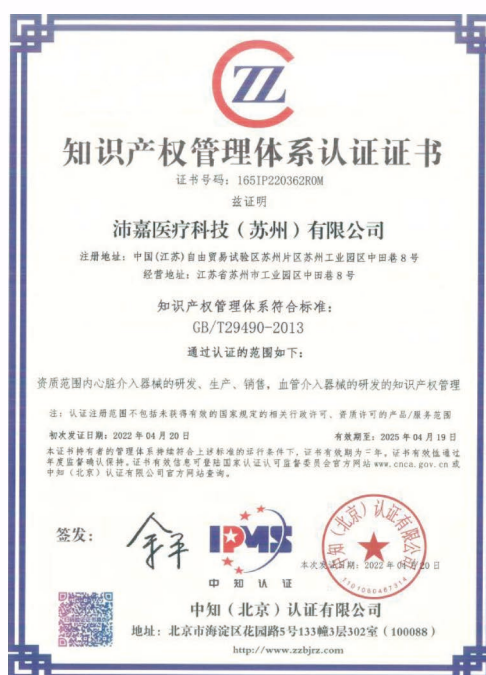 ZZ
知识产权管理体系认证证书
证书号码：165IP220362R0M
兹证明
沛嘉医疗科技（苏州）有限公司
注册地址：中国(江苏)自由贸易试验区苏州片区苏州工业园区中田巷8号
经营地址：江苏省苏州市工业园区中田巷8号
知识产权管理体系符合标准：
GB/T29490-2013
通过认证的范围如下：
资质范围内心脏介入器械的研发、生产、销售，血管介入器械的研发的知识产权管理
注：认证注册范围不包括未获得有效的国家规定的相关行政许可、资质许可的产品/服务范围
初次发证日期：2022年04月20日 有效期至：2025年04月19日
本证书持有者的管理体系持续符合上述标准的运行条件下，证书有效期为三年。证书有效性通过
年度监督确认保持。证书有效信息可登陆国家认证认可监督委员会官方网站www.cnca.gov.cn或
中知（北京）认证有限公司官方网站查询。
签发：
IPMS
中知认证
中知（北京）认证有限公司
本次发证日期：2022年04月20日
1101080487314
中知（北京）认证有限公司
地址：北京市海淀区花园路5号133幢3层302室（100088）
http://www.zzbjrz.com